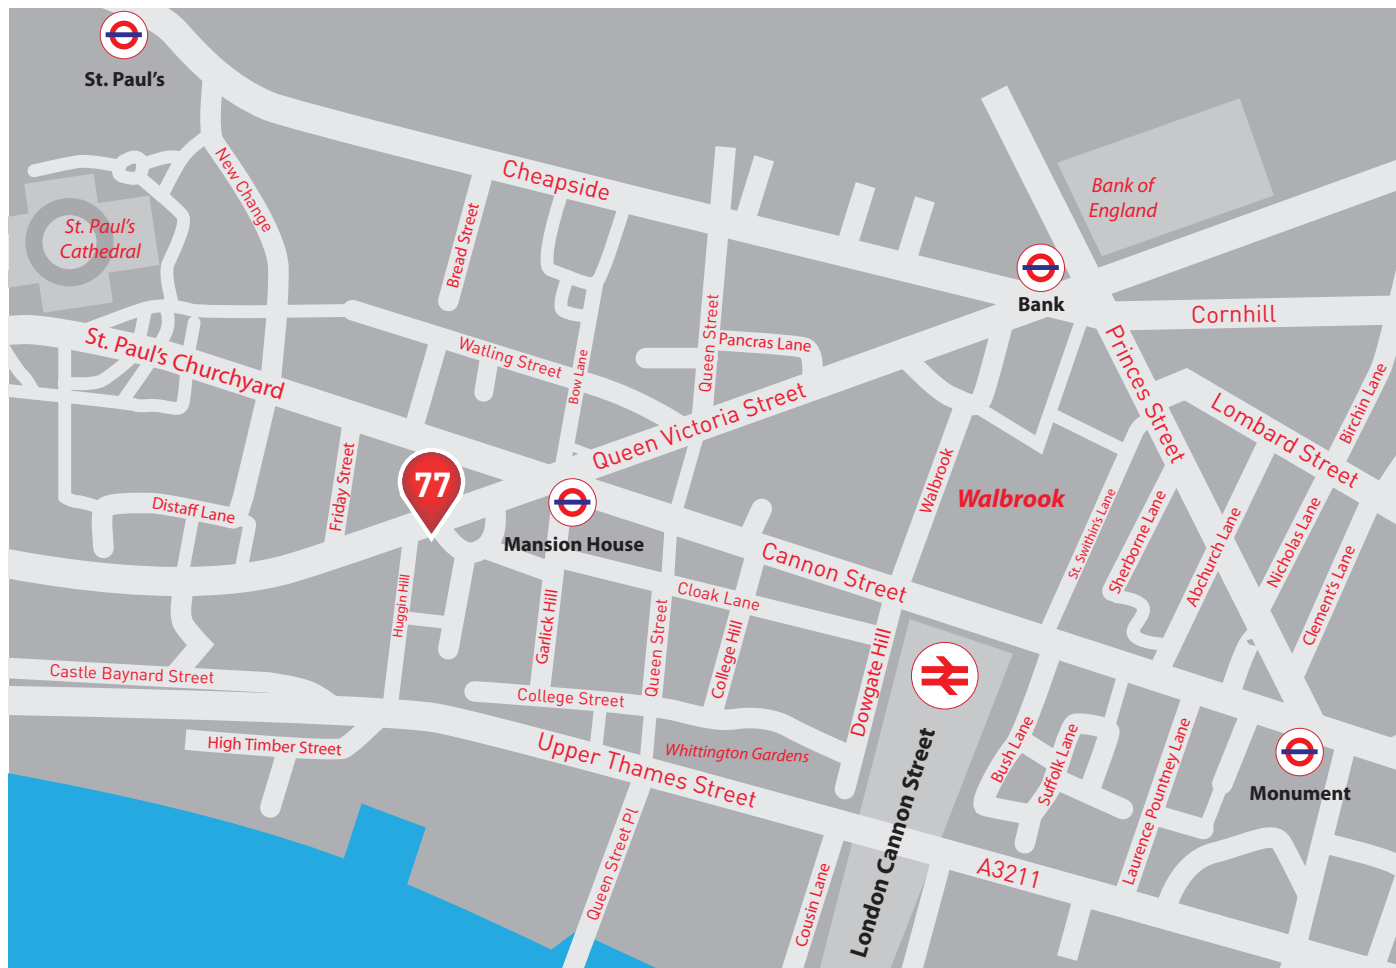 St. Paul's
New Change
Cheapside
Bank of
England
St. Paul's
Cathedral
Bread Street
Bank
Cornhill
Queen Street
Pancras Lane
St. Paul's Churchyard
Watling Street
Bow Lane
Princes Street
Queen Victoria Street
Lombard Street
Birchin Lane
Friday Street
77
Walbrook
Walbrook
Distaff Lane
Mansion House
St. Swithin's Lane
Sherborne Lane
Abchurch Lane
Nicholas Lane
Clement's Lane
Cannon Street
Huggin Hill
Garlick Hill
Queen Street
Cloak Lane
College Hill
Dowgate Hill
Castle Baynard Street
College Street
High Timber Street
Upper Thames Street
Whittington Gardens
London Cannon Street
Bush Lane
Suffolk Lane
Laurence Pountney Lane
Monument
Queen Street Pl
Cousin Lane
A3211